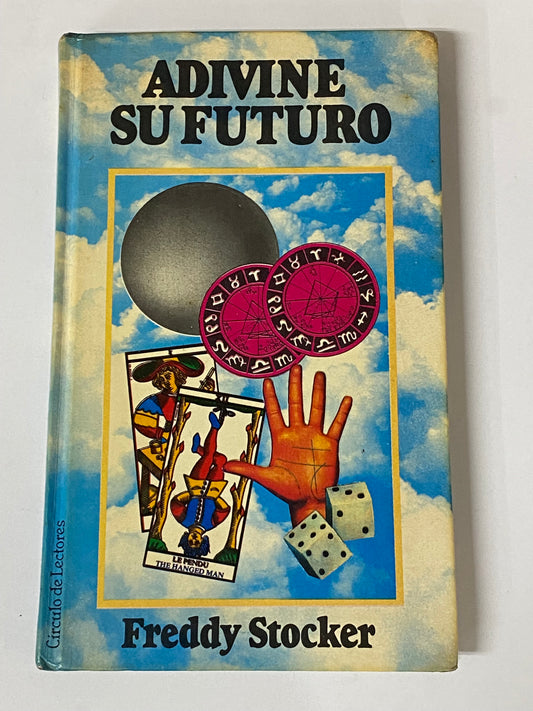 ADIVINE
SU FUTURO
LE PENDU
THE HANGED MAN
Círculo de Lectores
Freddy Stocker